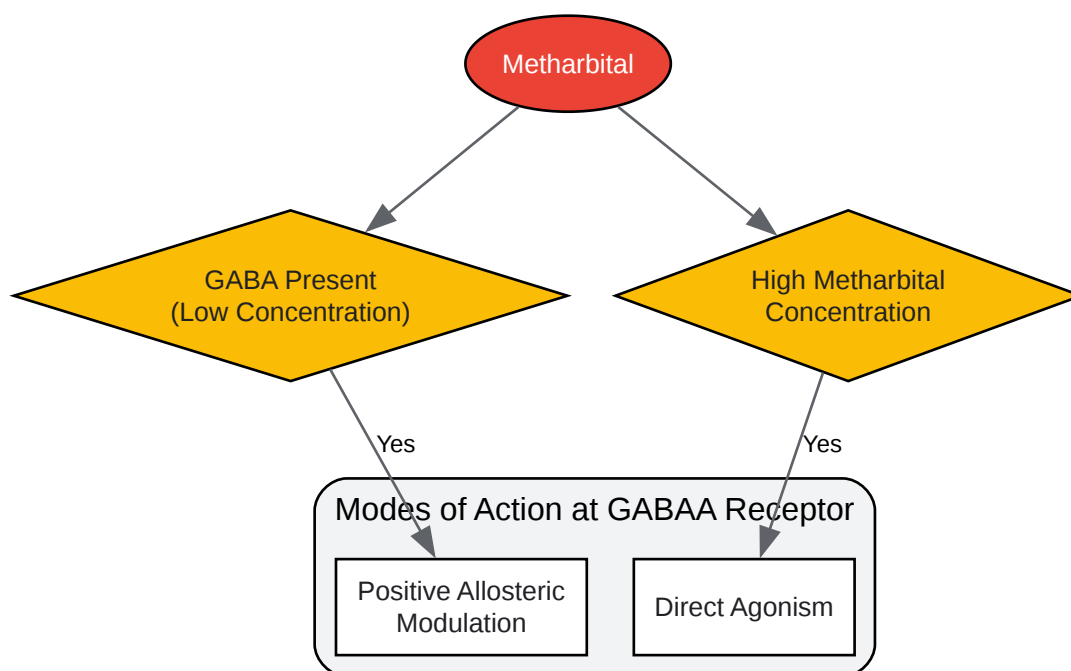 Metharbital
GABA Present
(Low Concentration)
High Metharbital
Concentration
Yes
Yes
Modes of Action at GABAA Receptor
Positive Allosteric
Modulation
Direct Agonism